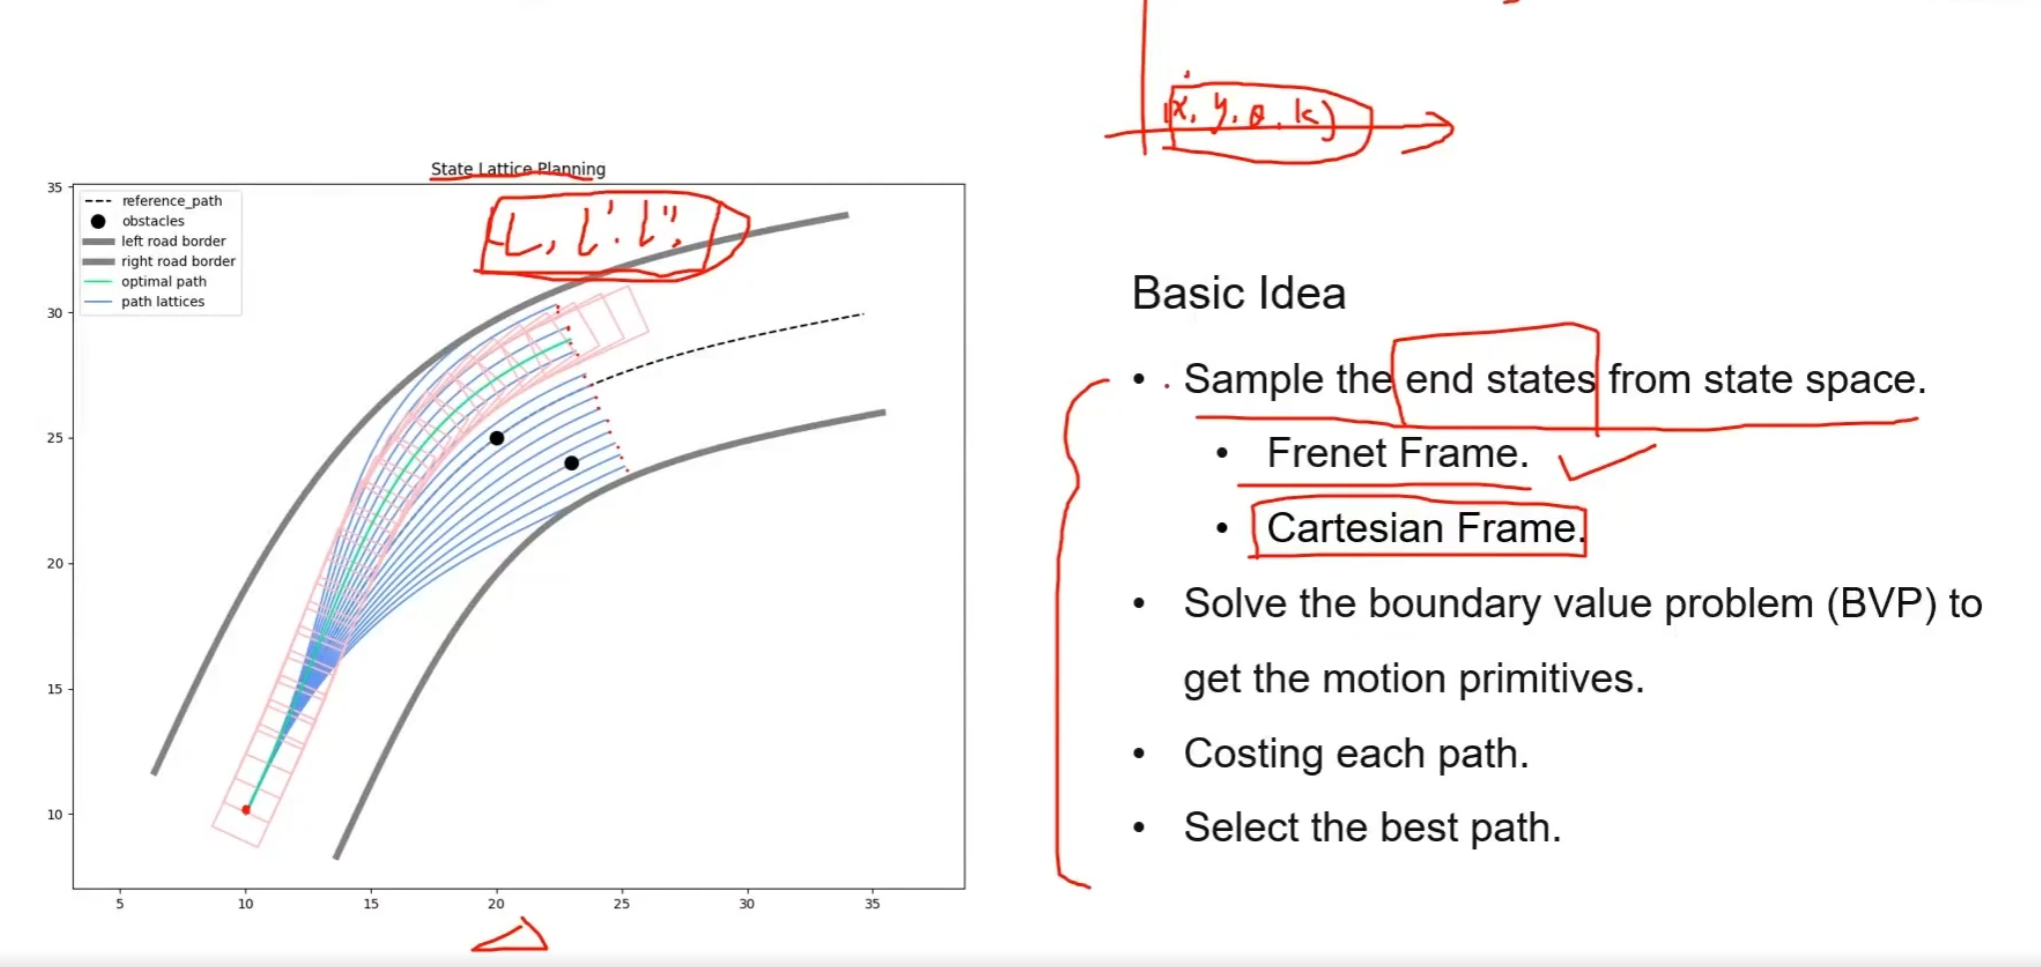 (x, y, θ, k)
State Lattice Planning
35
reference_path
obstacles
left road border
right road border
optimal path
path lattices
L, l', l''
30
25
20
15
10
5 10 15 20 25 30 35
Basic Idea
• Sample the end states from state space.
• Frenet Frame.
• Cartesian Frame.
• Solve the boundary value problem (BVP) to
get the motion primitives.
• Costing each path.
• Select the best path.